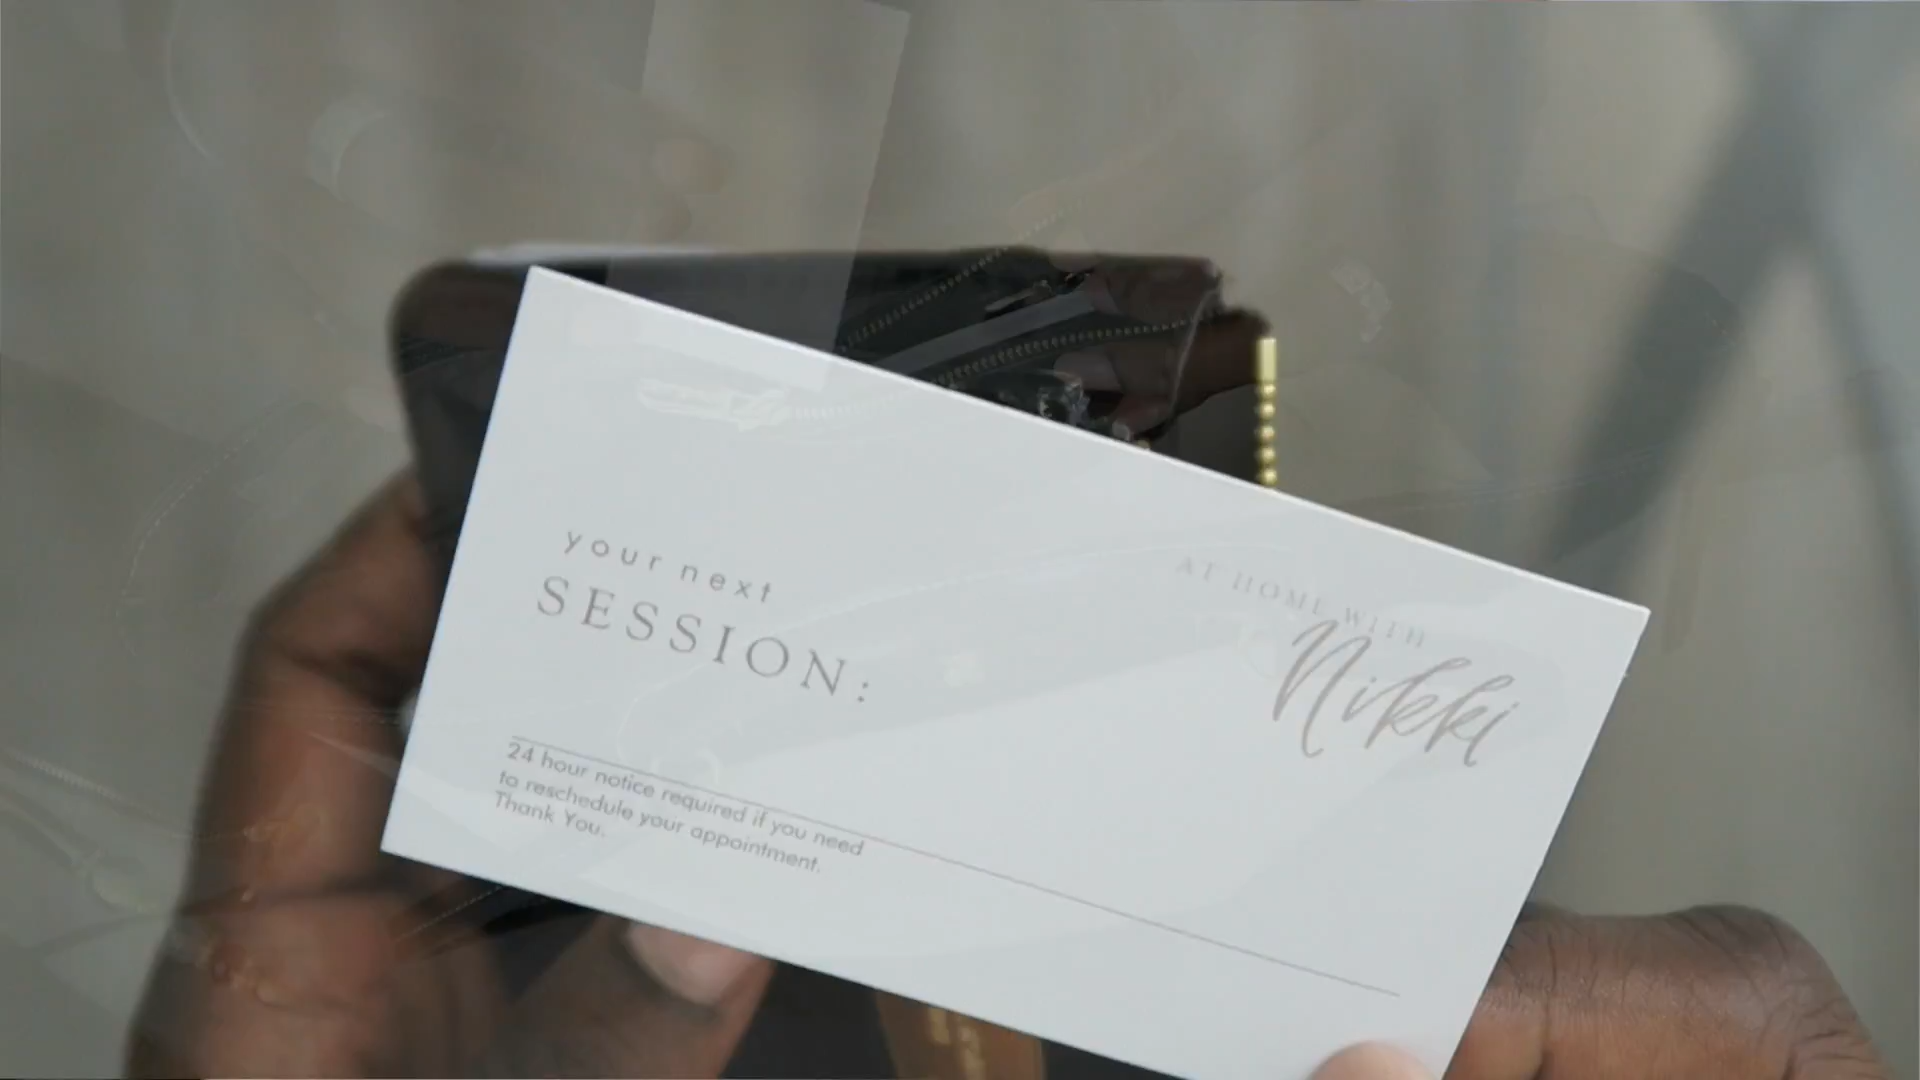 your next
SESSION:
24 hour notice required if you need
to reschedule your appointment.
Thank You.
AT HOME WITH
Nikki